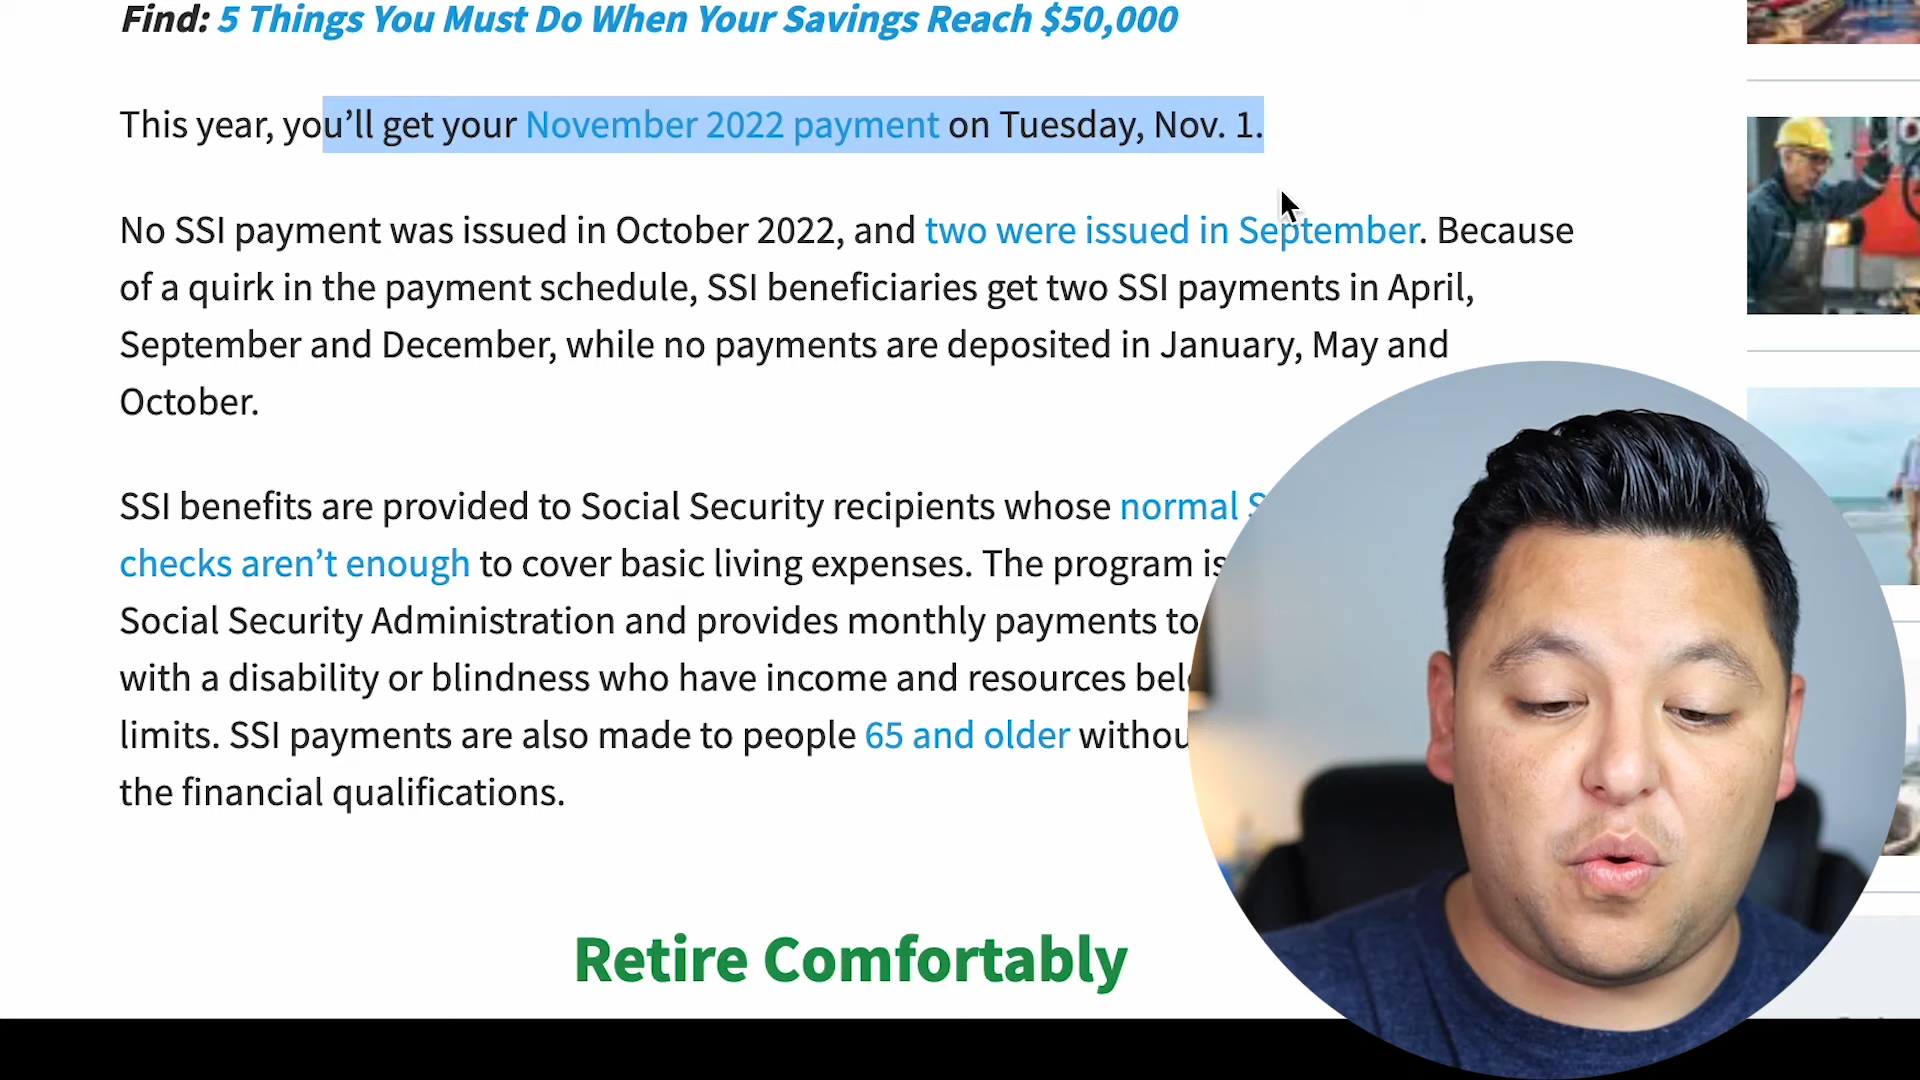 Find: 5 Things You Must Do When Your Savings Reach $50,000
This year, you’ll get your November 2022 payment on Tuesday, Nov. 1.
No SSI payment was issued in October 2022, and two were issued in September. Because
of a quirk in the payment schedule, SSI beneficiaries get two SSI payments in April,
September and December, while no payments are deposited in January, May and
October.
SSI benefits are provided to Social Security recipients whose normal
checks aren’t enough to cover basic living expenses. The program is
Social Security Administration and provides monthly payments to
with a disability or blindness who have income and resources
limits. SSI payments are also made to people 65 and older
the financial qualifications.
Retire Comfortably